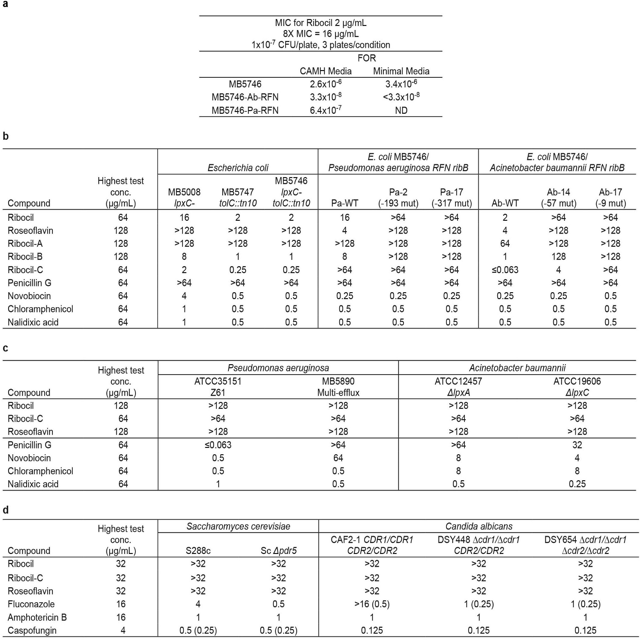 a
MIC for Ribocil 2 µg/mL
8X MIC = 16 µg/mL
1x10-7 CFU/plate, 3 plates/condition
FOR
CAMH Media Minimal Media
MB5746 2.6x10-6 3.4x10-6
MB5746-Ab-RFN 3.3x10-8 <3.3x10-8
MB5746-Pa-RFN 6.4x10-7 ND
b
Escherichia coli E. coli MB5746/ Pseudomonas aeruginosa RFN ribB E. coli MB5746/ Acinetobacter baumannii RFN ribB
Compound Highest test conc. (µg/mL) MB5008 lpxC- MB5747 tolC::tn10 MB5746 lpxC- tolC::tn10 Pa-WT Pa-2 (-193 mut) Pa-17 (-317 mut) Ab-WT Ab-14 (-57 mut) Ab-17 (-9 mut)
Ribocil 64 16 2 2 16 >64 >64 2 >64 >64
Roseoflavin 128 >128 >128 >128 4 >128 >128 4 >128 >128
Ribocil-A 128 >128 >128 >128 >128 >128 >128 64 >128 >128
Ribocil-B 128 8 1 1 8 >128 >128 1 128 >128
Ribocil-C 64 2 0.25 0.25 >64 >64 >64 ≤0.063 4 >64
Penicillin G 64 >64 >64 >64 >64 >64 >64 >64 >64 >64
Novobiocin 64 4 0.5 0.5 0.25 0.25 0.25 0.25 0.25 0.25
Chloramphenicol 64 1 0.5 0.5 0.5 0.5 0.5 0.5 0.5 0.5
Nalidixic acid 64 1 0.5 0.5 0.5 0.5 0.5 0.5 0.5 0.5
c
Pseudomonas aeruginosa Acinetobacter baumannii
Compound Highest test conc. (µg/mL) ATCC35151 Z61 MB5890 Multi-efflux ATCC12457 ΔlpxA ATCC19606 ΔlpxC
Ribocil 128 >128 >128 >128 >128
Ribocil-C 64 >64 >64 >64 >64
Roseoflavin 128 >128 >128 >128 >128
Penicillin G 64 ≤0.063 >64 >64 32
Novobiocin 64 0.5 64 8 4
Chloramphenicol 64 0.5 0.5 8 8
Nalidixic acid 64 1 0.5 0.5 0.25
d
Saccharomyces cerevisiae Candida albicans
Compound Highest test conc. (µg/mL) S288c Sc Δpdr5 CAF2-1 CDR1/CDR1 CDR2/CDR2 DSY448 Δcdr1/Δcdr1 CDR2/CDR2 DSY654 Δcdr1/Δcdr1 Δcdr2/Δcdr2
Ribocil 32 >32 >32 >32 >32 >32
Ribocil-C 32 >32 >32 >32 >32 >32
Roseoflavin 32 >32 >32 >32 >32 >32
Fluconazole 16 4 0.5 >16 (0.5) 1 (0.25) 1 (0.25)
Amphotericin B 16 1 1 1 1 1
Caspofungin 4 0.5 (0.25) 0.5 (0.25) 0.125 0.125 0.125